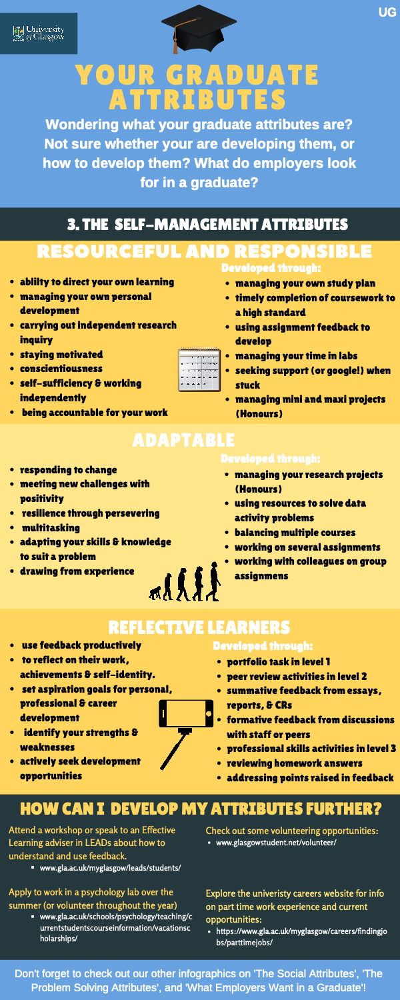 UG
University
of Glasgow
YOUR GRADUATE
ATTRIBUTES
Wondering what your graduate attributes are?
Not sure whether your are developing them, or
how to develop them? What do employers look
for in a graduate?
3. THE SELF-MANAGEMENT ATTRIBUTES
RESOURCEFUL AND RESPONSIBLE
• ablilty to direct your own learning
• managing your own personal
development
• carrying out independent research
inquiry
• staying motivated
• conscientiousness
• self-sufficiency & working
independently
• being accountable for your work
Developed through:
• managing your own study plan
• timely completion of coursework to
a high standard
• using assignment feedback to
develop
• managing your time in labs
• seeking support (or google!) when
stuck
• managing mini and maxi projects
(Honours)
ADAPTABLE
• responding to change
• meeting new challenges with
positivity
• resilience through persevering
• multitasking
• adapting your skills & knowledge
to suit a problem
• drawing from experience
Developed through:
• managing your research projects
(Honours)
• using resources to solve data
activity problems
• balancing multiple courses
• working on several assignments
• working with colleagues on group
assignmens
REFLECTIVE LEARNERS
• use feedback productively
• to reflect on their work,
achievements & self-identity.
• set aspiration goals for personal,
professional & career
development
• identify your strengths &
weaknesses
• actively seek development
opportunities
Developed through:
• portfolio task in level 1
• peer review activities in level 2
• summative feedback from essays,
reports, & CRs
• formative feedback from discussions
with staff or peers
• professional skills activities in level 3
• reviewing homework answers
• addressing points raised in feedback
HOW CAN I DEVELOP MY ATTRIBUTES FURTHER?
Attend a workshop or speak to an Effective
Learning adviser in LEADs about how to
understand and use feedback.
▪ www.gla.ac.uk/myglasgow/leads/students/
Check out some volunteering opportunities:
• www.glasgowstudent.net/volunteer/
Apply to work in a psychology lab over the
summer (or volunteer throughout the year)
▪ www.gla.ac.uk/schools/psychology/teaching/c
urrentstudentscourseinformation/vacationsc
holarships/
Explore the univeristy careers website for info
on part time work experience and current
opportunities:
• https://www.gla.ac.uk/myglasgow/careers/findingjo
bs/parttimejobs/
Don't forget to check out our other infographics on 'The Social Attributes', 'The
Problem Solving Attributes', and 'What Employers Want in a Graduate'!